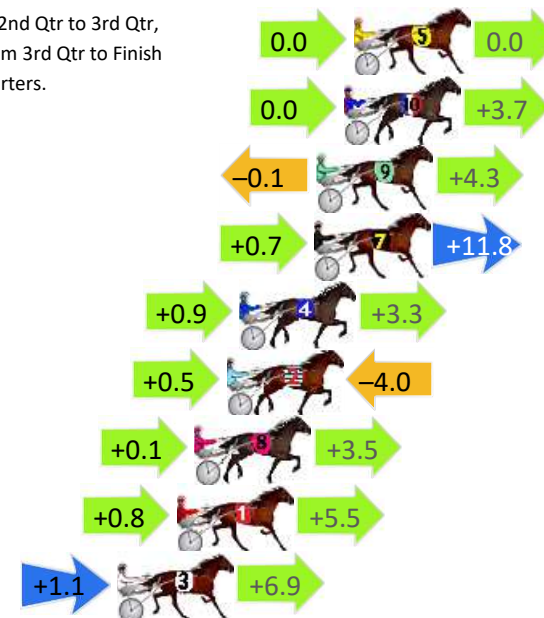 2nd Qtr to 3rd Qtr,
m 3rd Qtr to Finish
rters.
0.0 5 0.0
0.0 10 +3.7
–0.1 9 +4.3
+0.7 7 +11.8
+0.9 4 +3.3
+0.5 2 –4.0
+0.1 8 +3.5
+0.8 1 +5.5
+1.1 3 +6.9